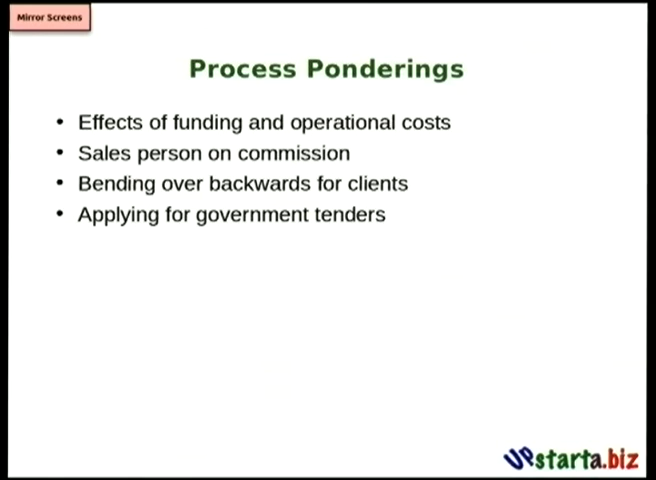 Mirror Screens
Process Ponderings
• Effects of funding and operational costs
• Sales person on commission
• Bending over backwards for clients
• Applying for government tenders
UPstarta.biz